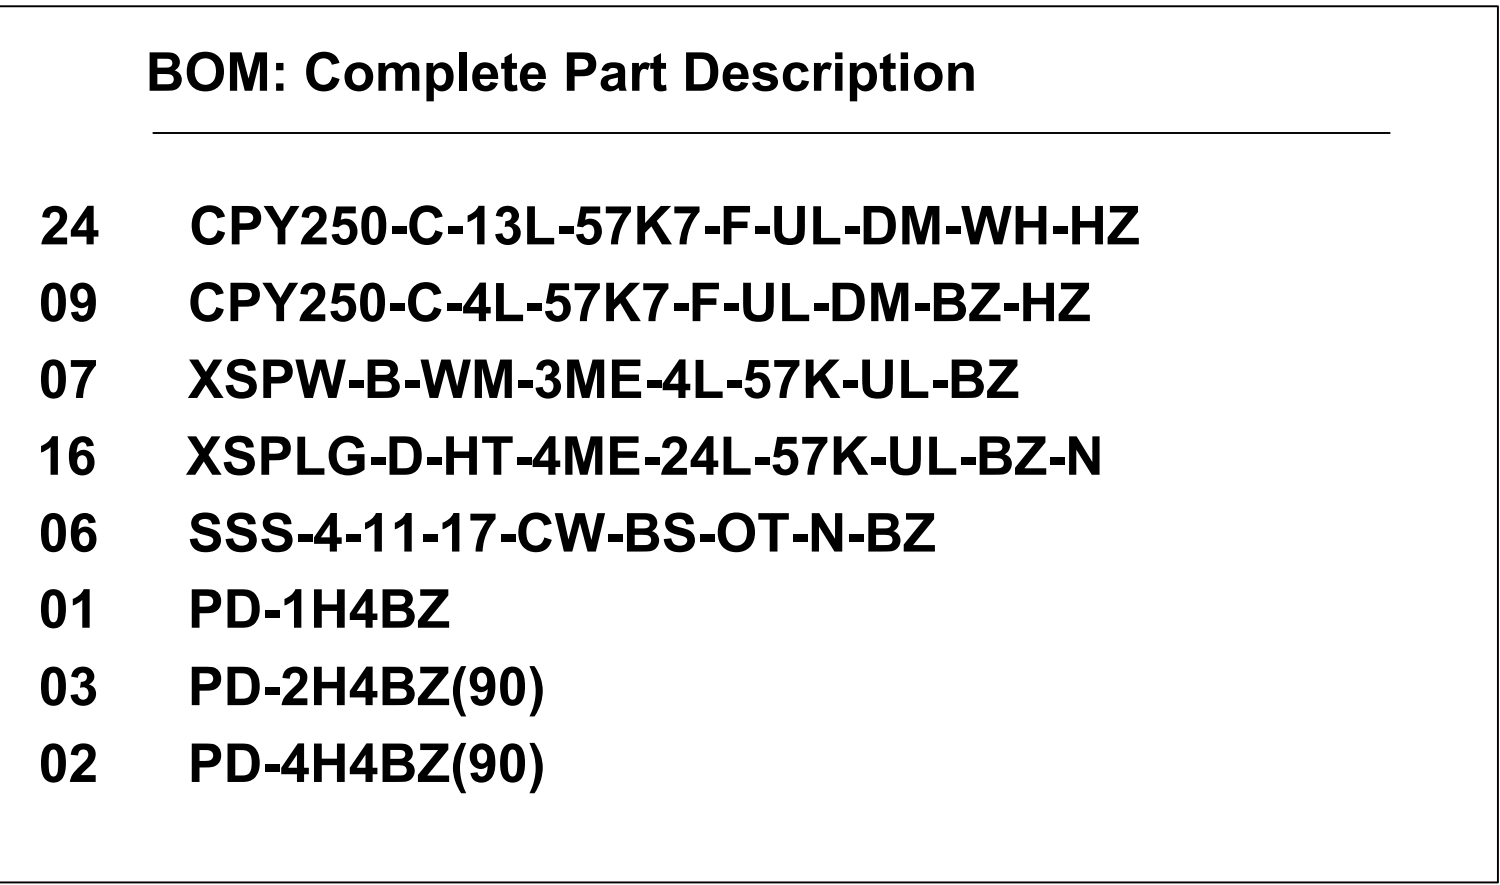 BOM: Complete Part Description
24 CPY250-C-13L-57K7-F-UL-DM-WH-HZ
09 CPY250-C-4L-57K7-F-UL-DM-BZ-HZ
07 XSPW-B-WM-3ME-4L-57K-UL-BZ
16 XSPLG-D-HT-4ME-24L-57K-UL-BZ-N
06 SSS-4-11-17-CW-BS-OT-N-BZ
01 PD-1H4BZ
03 PD-2H4BZ(90)
02 PD-4H4BZ(90)